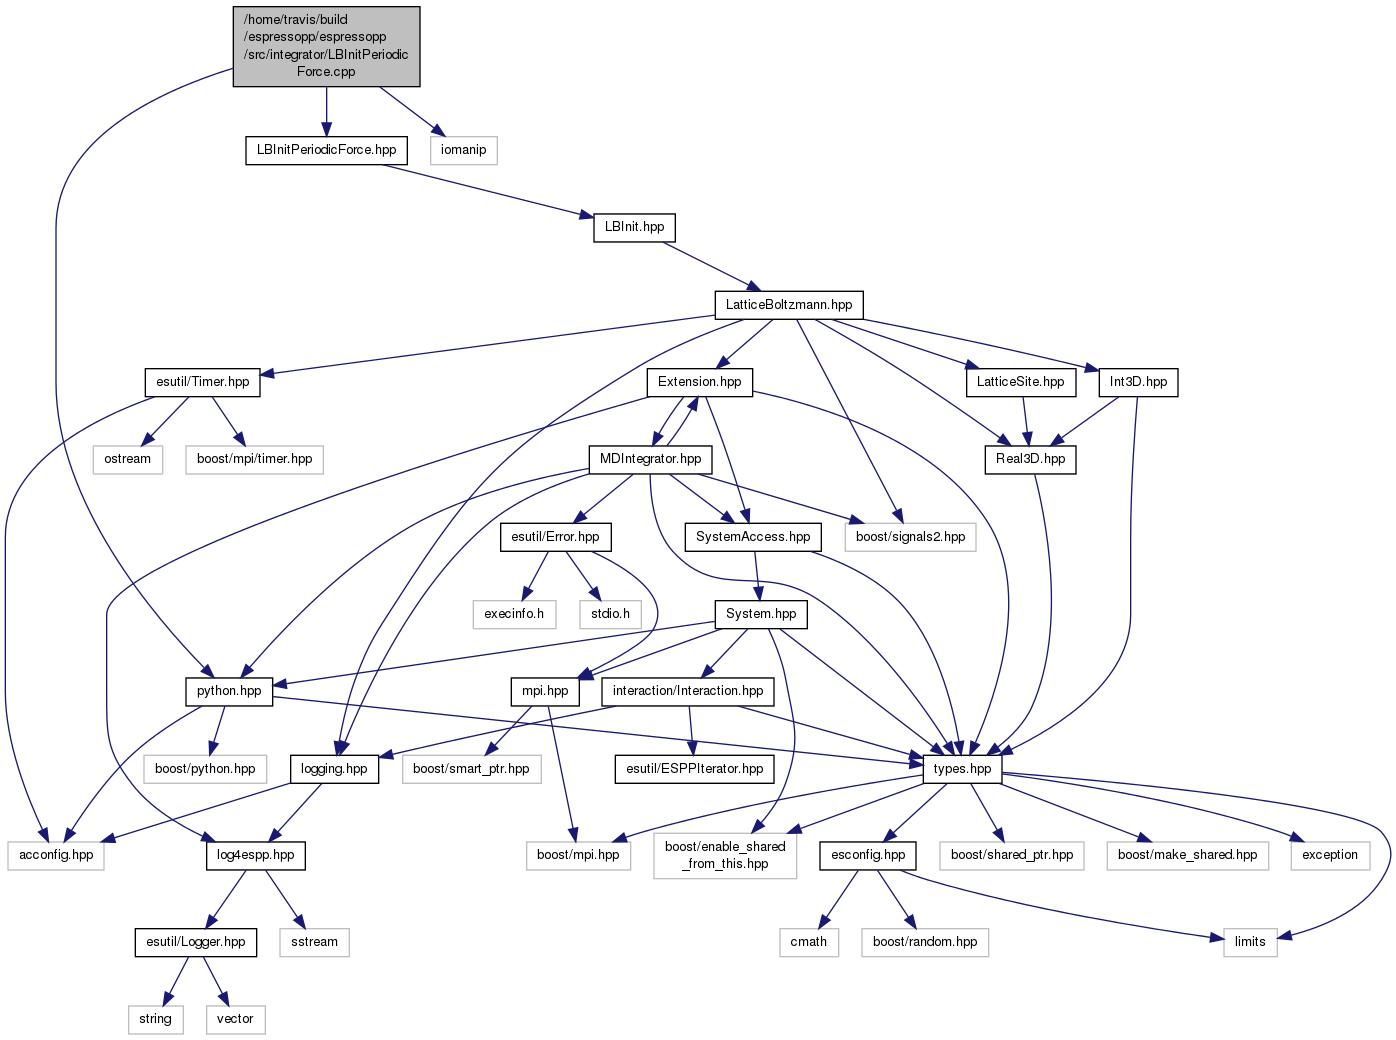 /home/travis/build
/espressopp/espressopp
/src/integrator/LBInitPeriodic
Force.cpp
LBInitPeriodicForce.hpp
iomanip
LBInit.hpp
LatticeBoltzmann.hpp
esutil/Timer.hpp
Extension.hpp
LatticeSite.hpp
Int3D.hpp
ostream
boost/mpi/timer.hpp
MDIntegrator.hpp
Real3D.hpp
esutil/Error.hpp
SystemAccess.hpp
boost/signals2.hpp
execinfo.h
stdio.h
System.hpp
python.hpp
mpi.hpp
interaction/Interaction.hpp
boost/python.hpp
logging.hpp
boost/smart_ptr.hpp
esutil/ESPPIterator.hpp
types.hpp
acconfig.hpp
log4espp.hpp
boost/mpi.hpp
boost/enable_shared
_from_this.hpp
esconfig.hpp
boost/shared_ptr.hpp
boost/make_shared.hpp
exception
esutil/Logger.hpp
sstream
cmath
boost/random.hpp
limits
string
vector